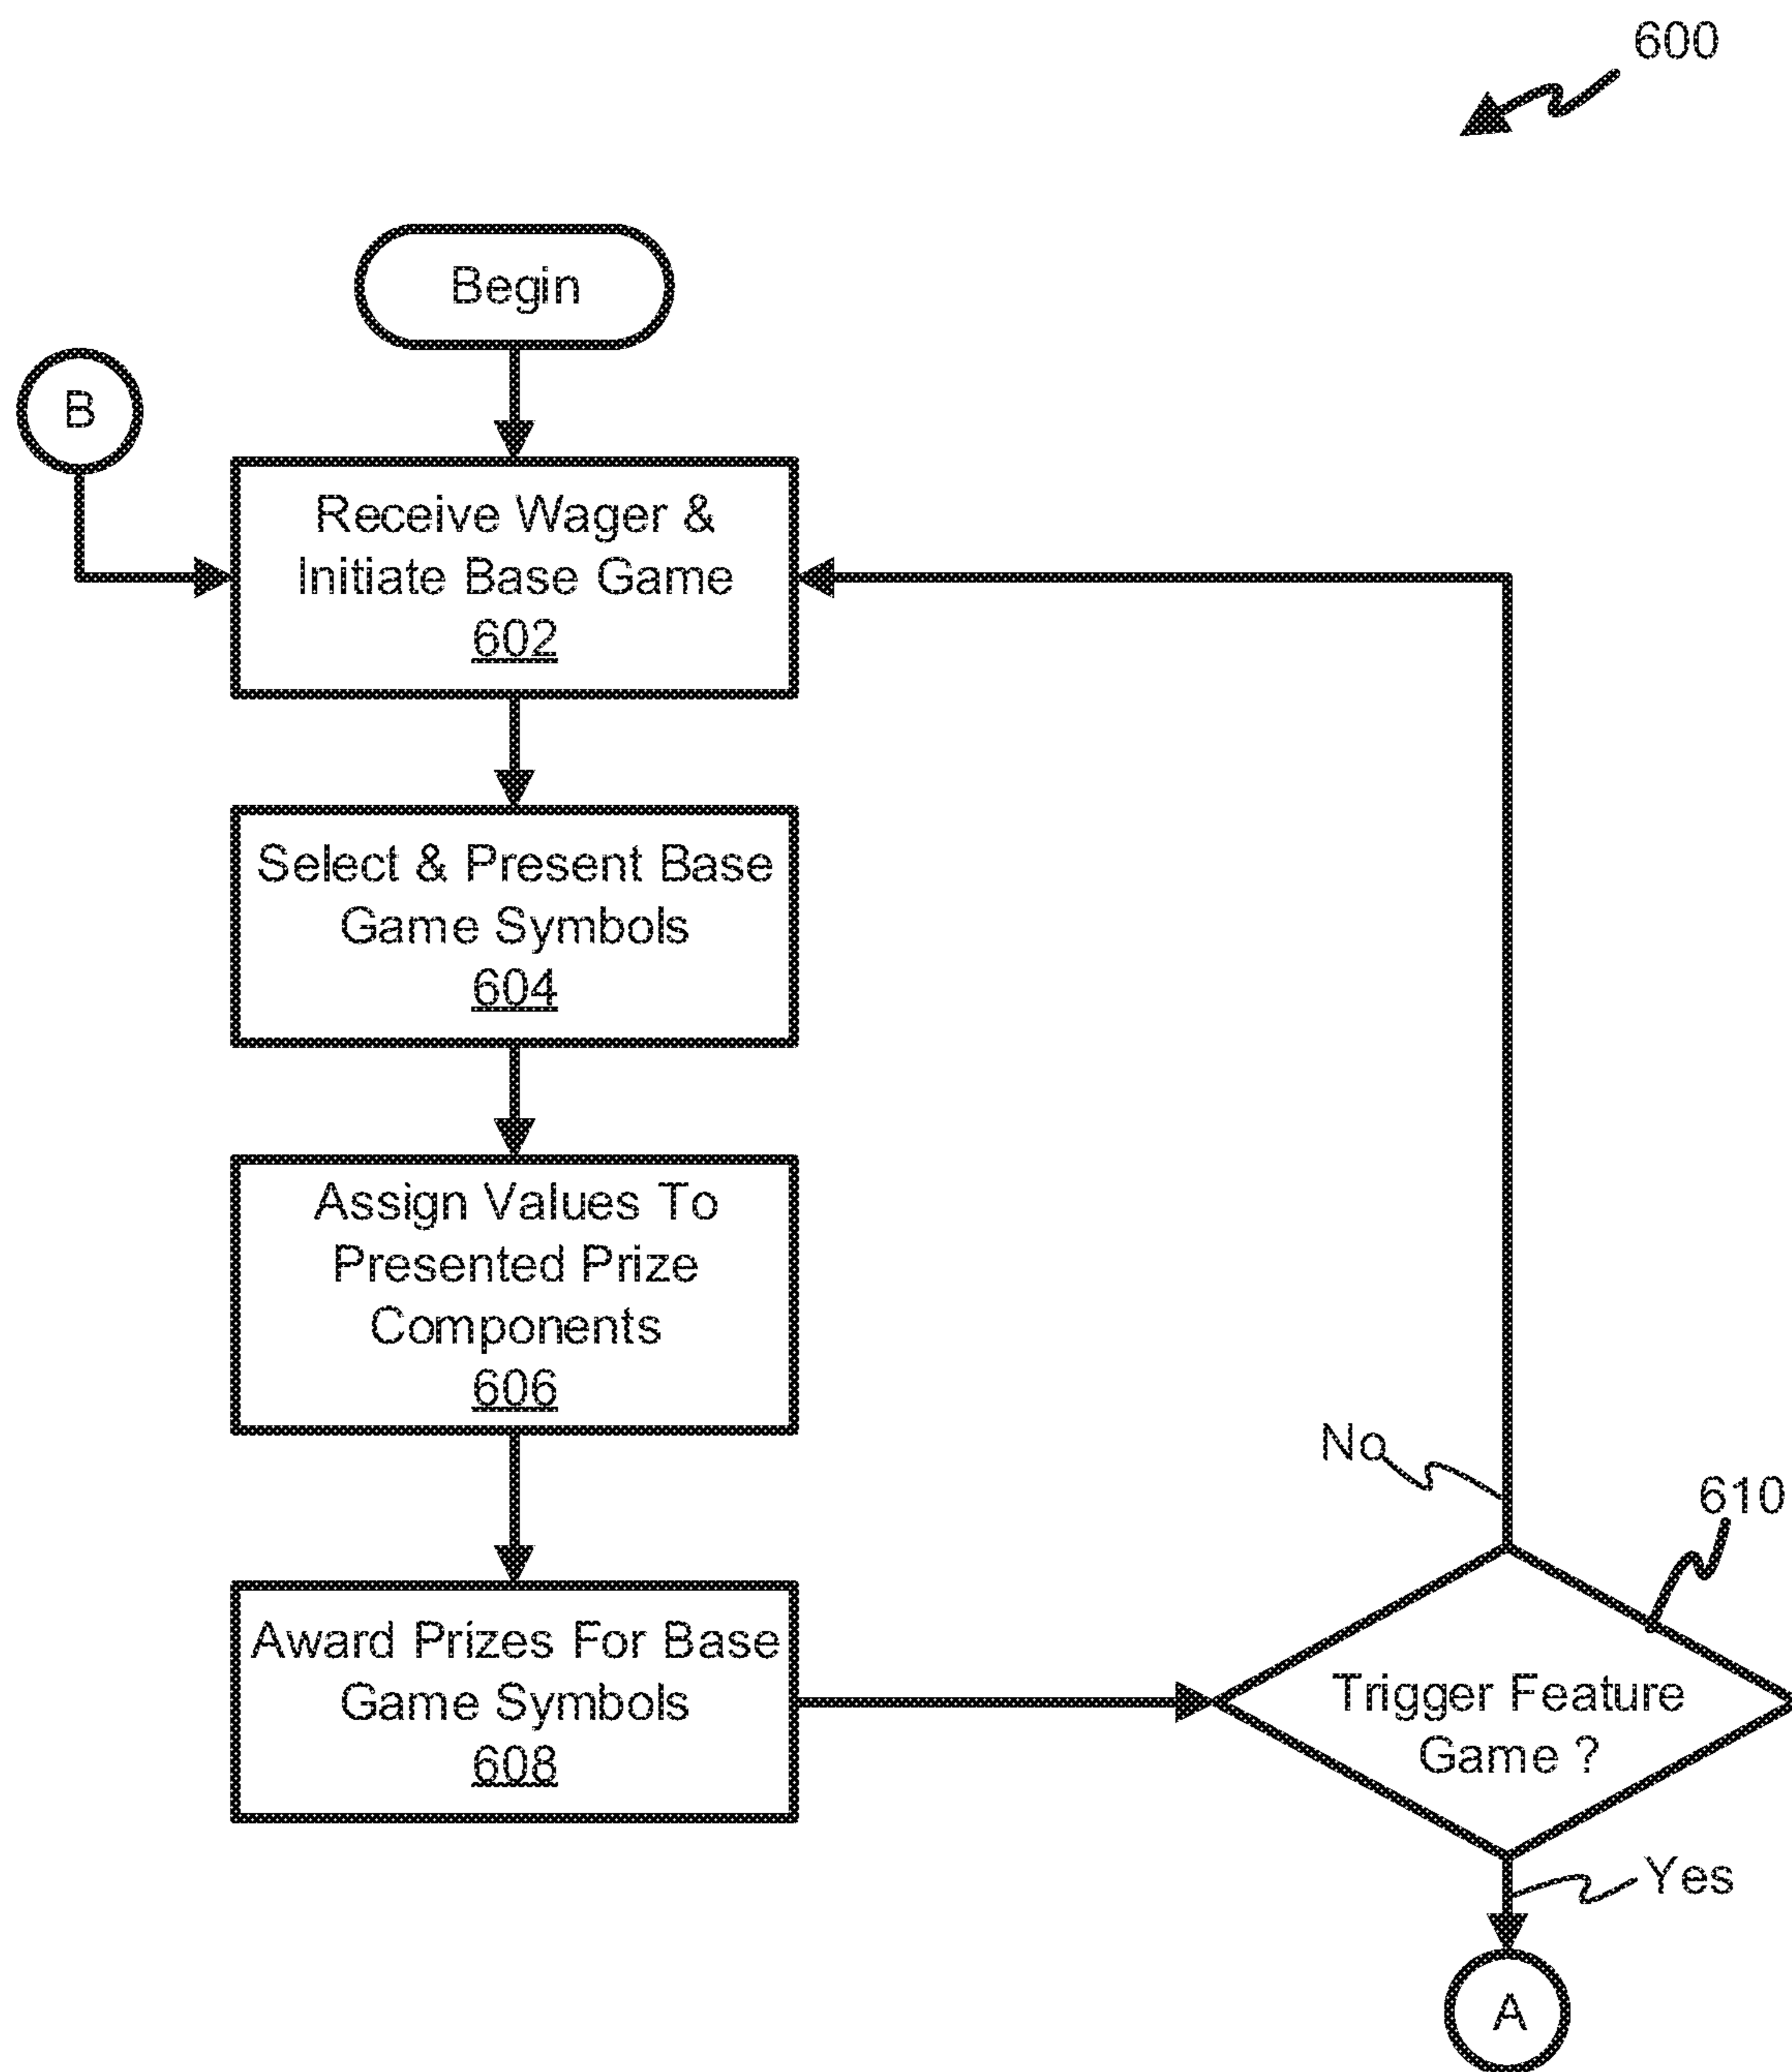 600
Begin
B
Receive Wager &
Initiate Base Game
602
Select & Present Base
Game Symbols
604
Assign Values To
Presented Prize
Components
606
No
610
Award Prizes For Base
Game Symbols
608
Trigger Feature
Game ?
Yes
A